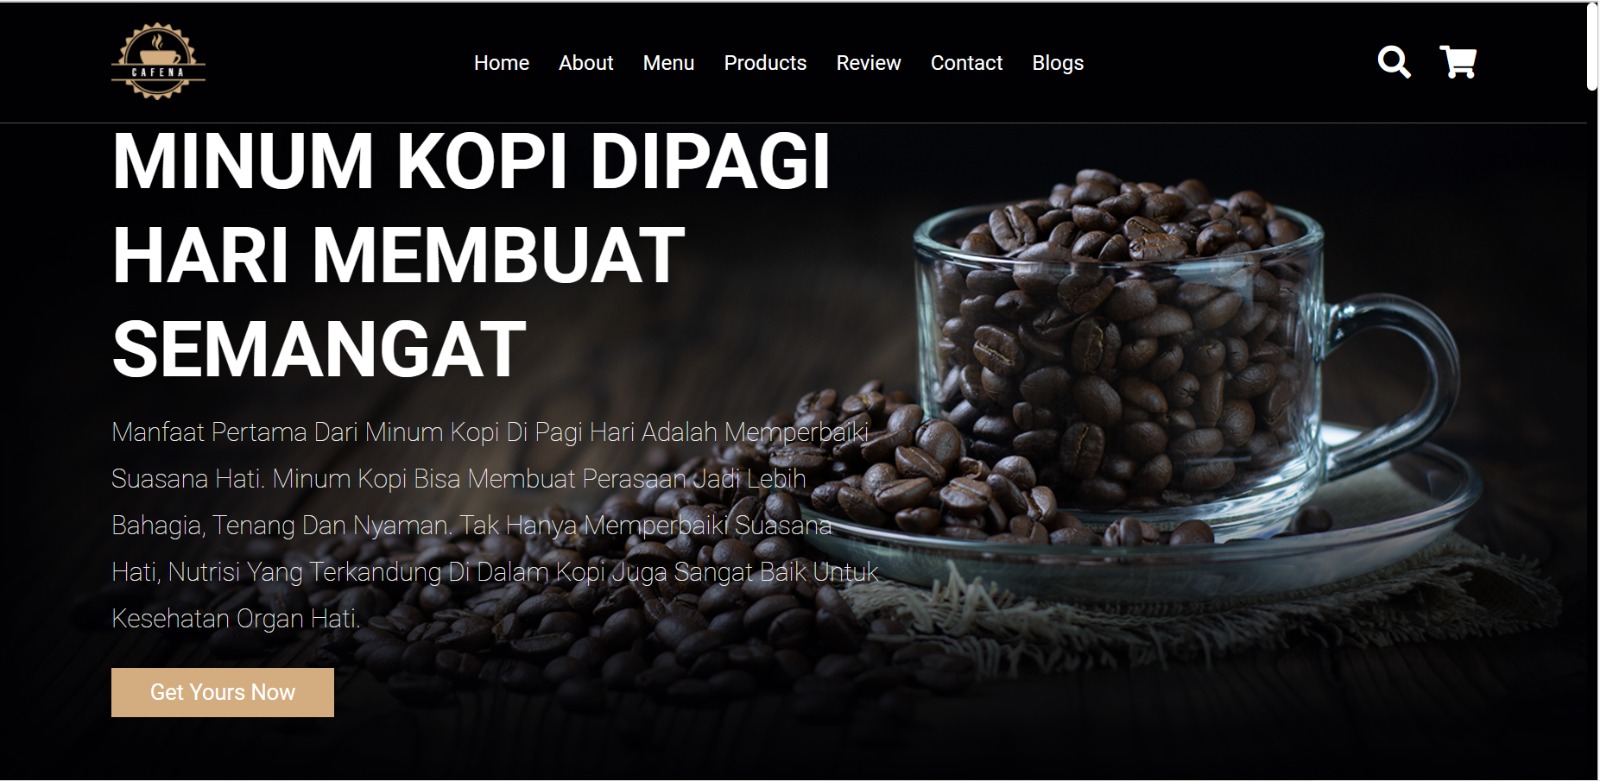 CAFENA
Home About Menu Products Review Contact Blogs
MINUM KOPI DIPAGI
HARI MEMBUAT
SEMANGAT
Manfaat Pertama Dari Minum Kopi Di Pagi Hari Adalah Memperbaiki
Suasana Hati. Minum Kopi Bisa Membuat Perasaan Jadi Lebih
Bahagia, Tenang Dan Nyaman. Tak Hanya Memperbaiki Suasana
Hati, Nutrisi Yang Terkandung Di Dalam Kopi Juga Sangat Baik Untuk
Kesehatan Organ Hati.
Get Yours Now